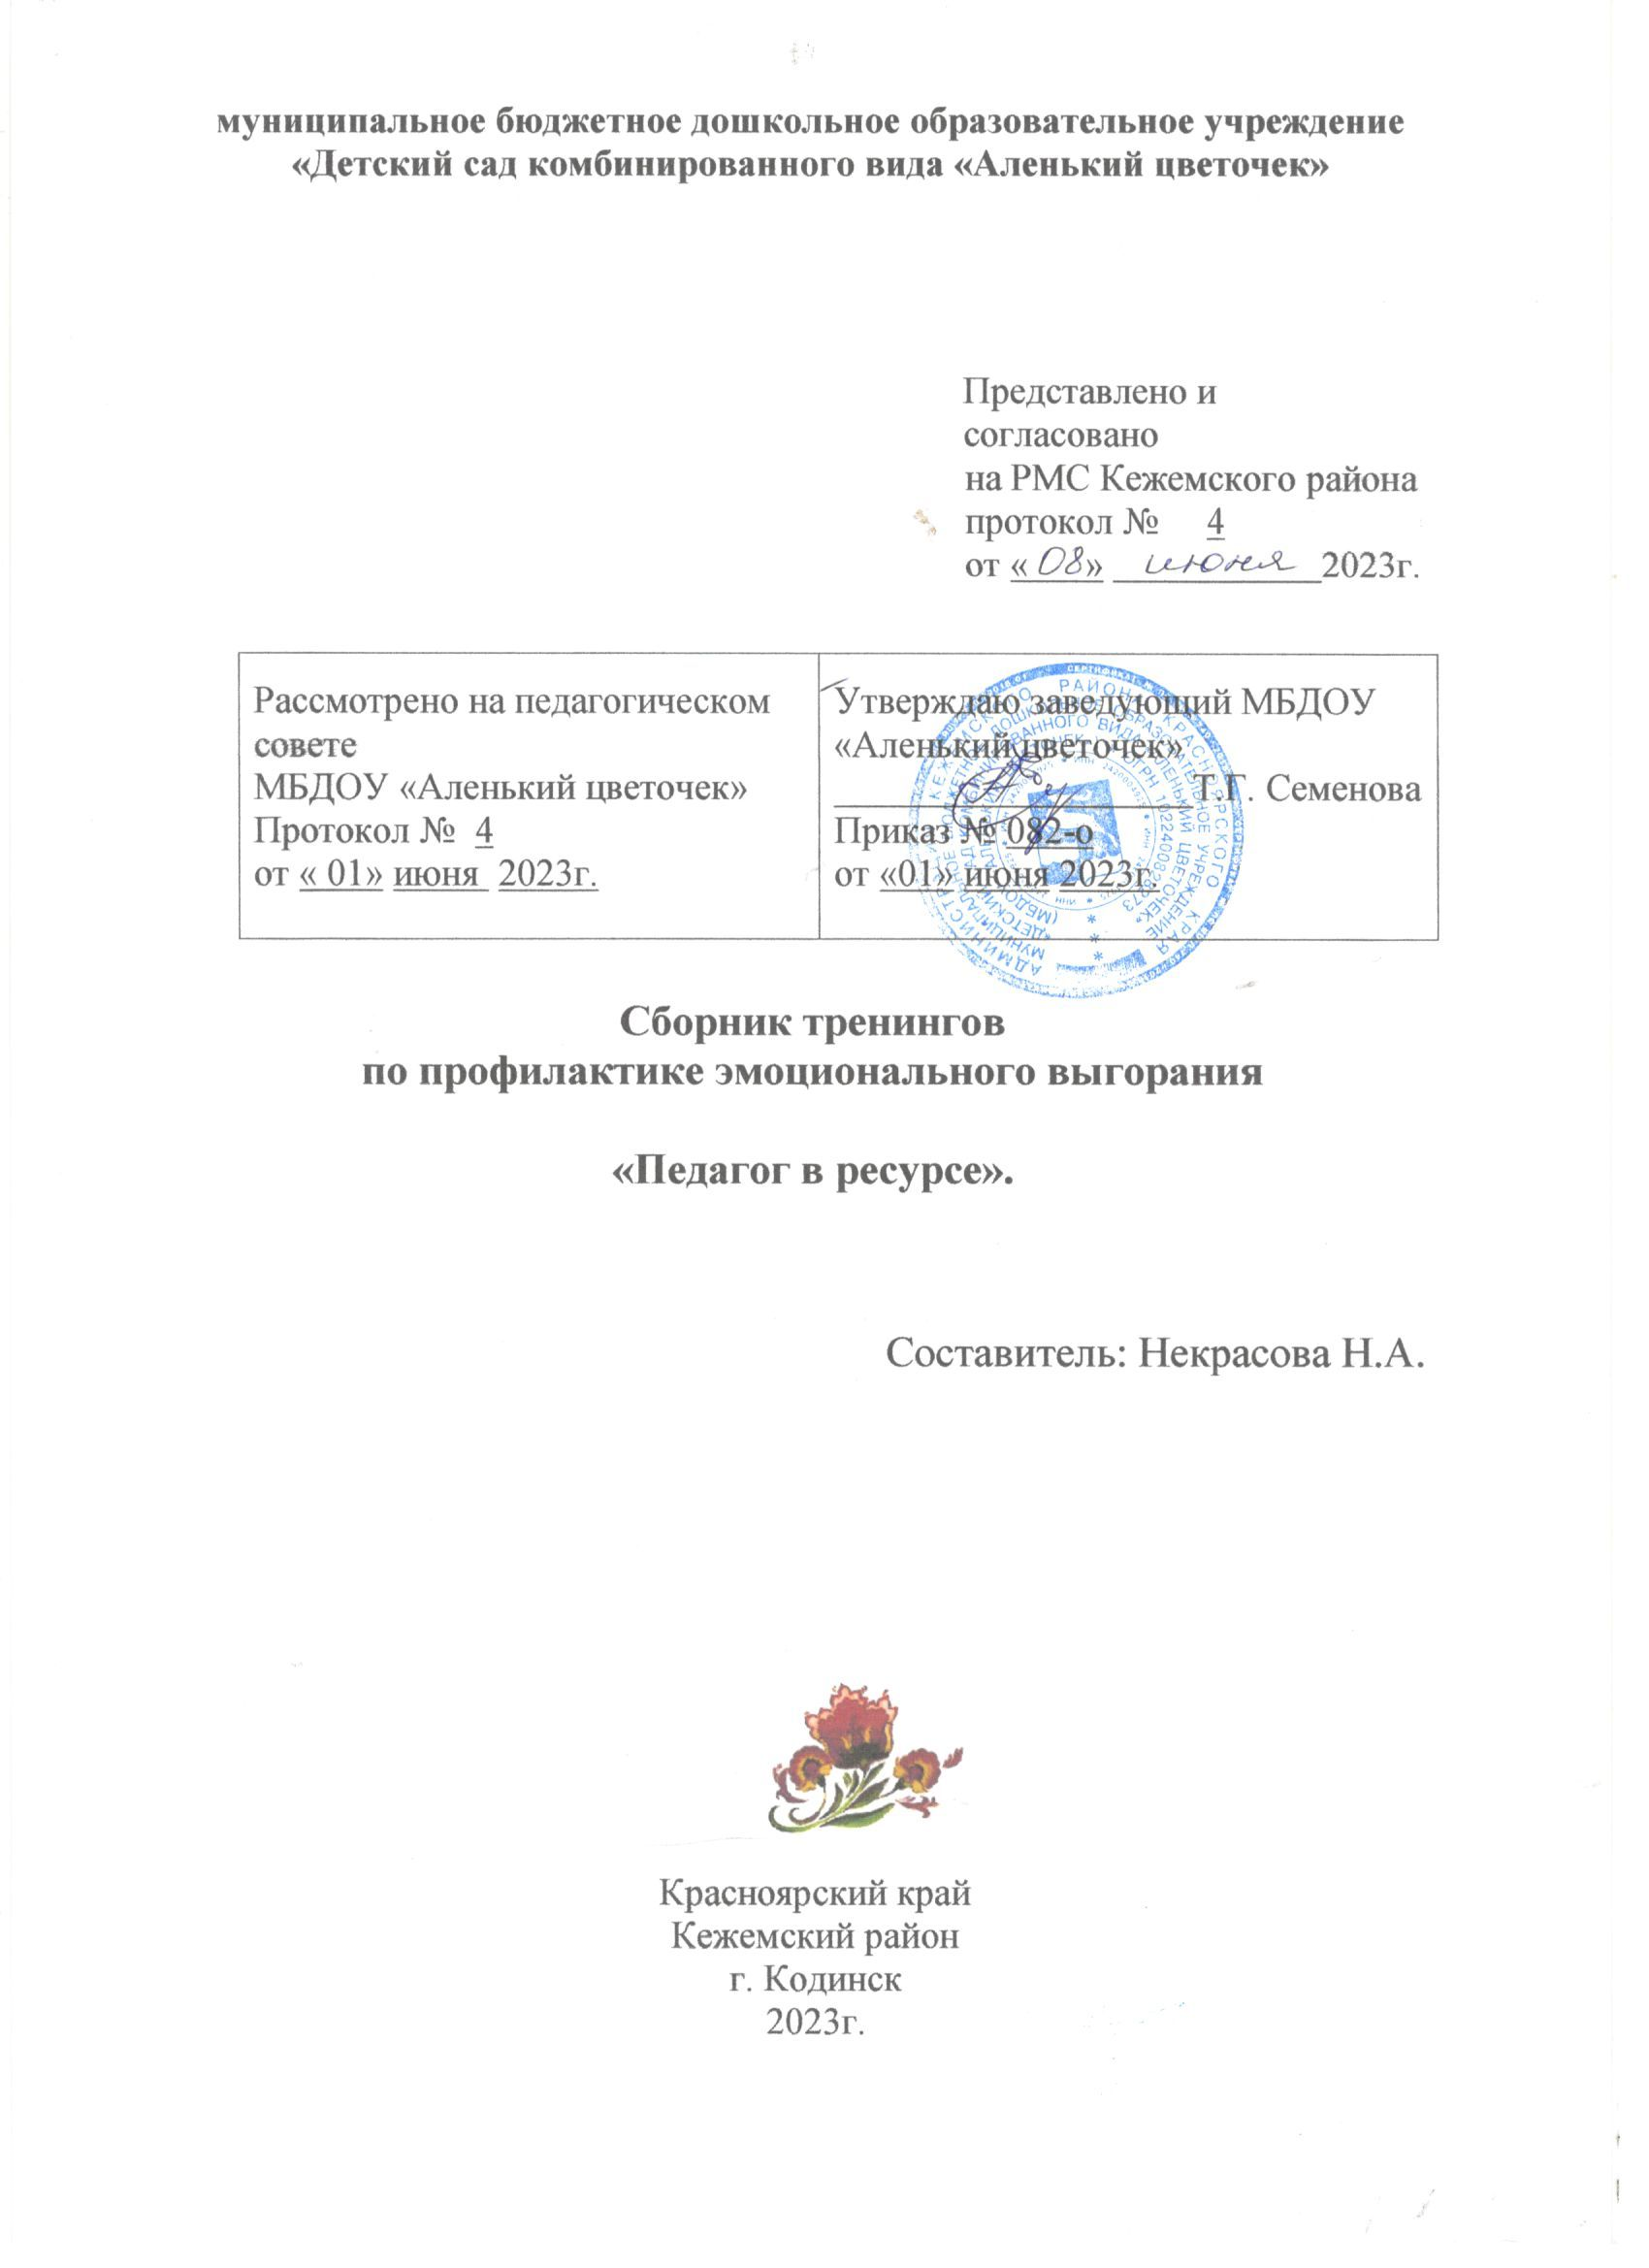 муниципальное бюджетное дошкольное образовательное учреждение
«Детский сад комбинированного вида «Аленький цветочек»
Представлено и
согласовано
на РМС Кежемского района
протокол № 4
от «08» июня 2023г.
Рассмотрено на педагогическом
совете
МБДОУ «Аленький цветочек»
Протокол № 4
от « 01» июня 2023г.
Утверждаю заведующий МБДОУ
«Аленький цветочек»
Т.Г. Семенова
Приказ № 082-о
от «01» июня 2023г.
Сборник тренингов
по профилактике эмоционального выгорания
«Педагог в ресурсе».
Составитель: Некрасова Н.А.
Красноярский край
Кежемский район
г. Кодинск
2023г.